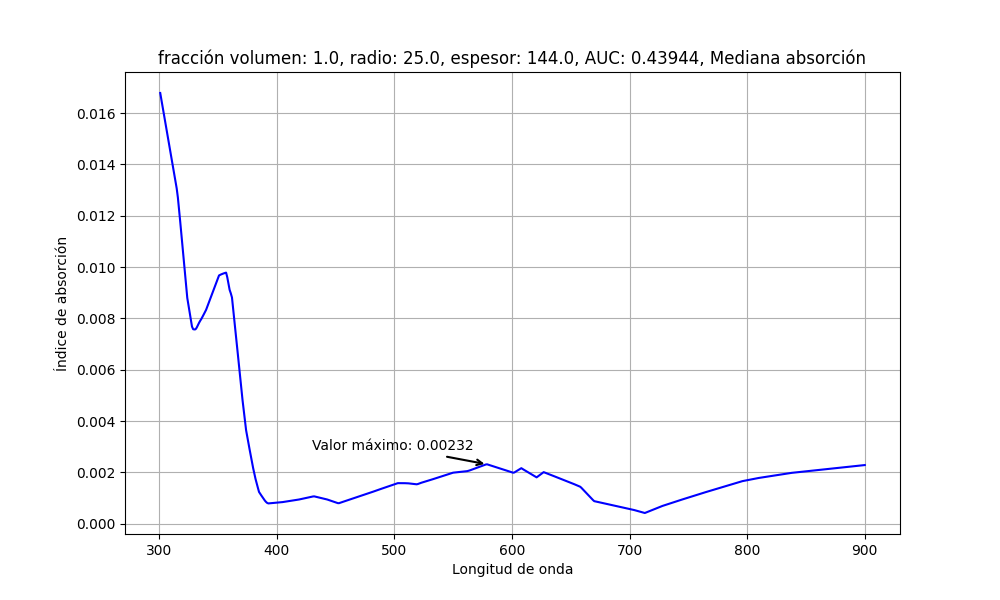 fracción volumen: 1.0, radio: 25.0, espesor: 144.0, AUC: 0.43944, Mediana absorción
Índice de absorción
0.016
0.014
0.012
0.010
0.008
0.006
0.004
0.002
0.000
Valor máximo: 0.00232
300 400 500 600 700 800 900
Longitud de onda